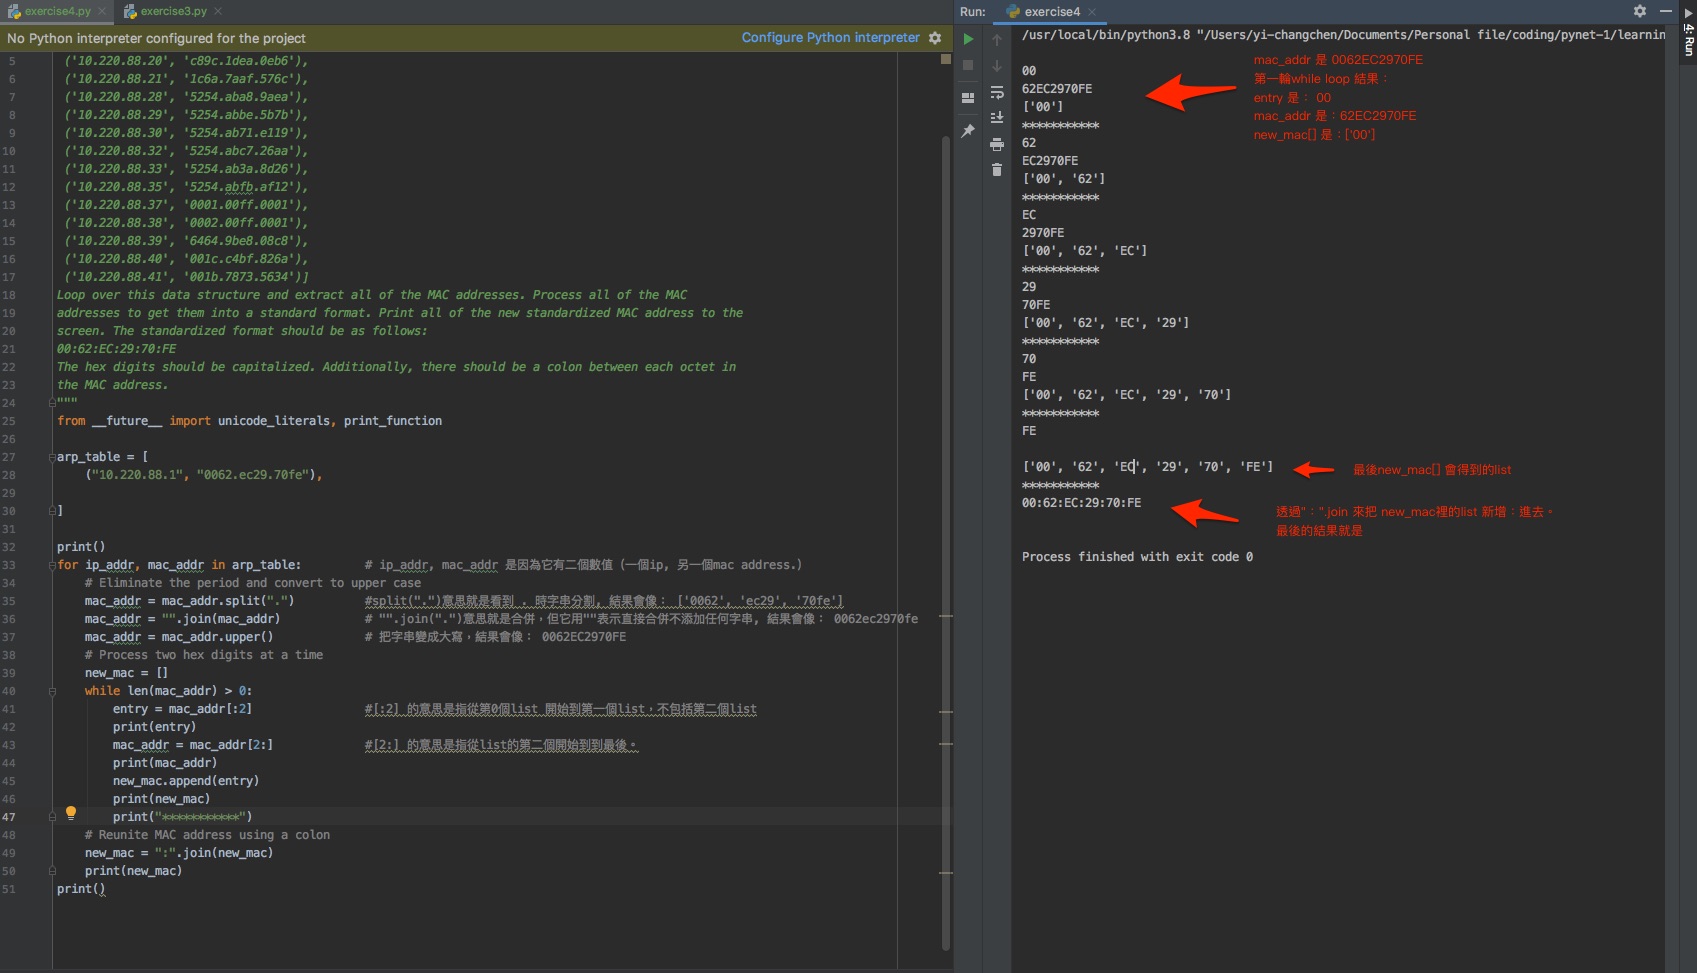 exercise4.py
exercise3.py
No Python interpreter configured for the project
Configure Python interpreter
5 ('10.220.88.20', 'c89c.1dea.0eb6'),
6 ('10.220.88.21', '1c6a.7aaf.576c'),
7 ('10.220.88.28', '5254.aba8.9aea'),
8 ('10.220.88.29', '5254.abbe.5b7b'),
9 ('10.220.88.30', '5254.ab71.e119'),
10 ('10.220.88.32', '5254.abc7.26aa'),
11 ('10.220.88.33', '5254.ab3a.8d26'),
12 ('10.220.88.35', '5254.abfb.af12'),
13 ('10.220.88.37', '0001.00ff.0001'),
14 ('10.220.88.38', '0002.00ff.0001'),
15 ('10.220.88.39', '6464.9be8.08c8'),
16 ('10.220.88.40', '001c.c4bf.826a'),
17 ('10.220.88.41', '001b.7873.5634')]
18 Loop over this data structure and extract all of the MAC addresses. Process all of the MAC
19 addresses to get them into a standard format. Print all of the new standardized MAC address to the
20 screen. The standardized format should be as follows:
21 00:62:EC:29:70:FE
22 The hex digits should be capitalized. Additionally, there should be a colon between each octet in
23 the MAC address.
24 """
25 from __future__ import unicode_literals, print_function
26
27 arp_table = [
28 ("10.220.88.1", "0062.ec29.70fe"),
29
30 ]
31
32 print()
33 for ip_addr, mac_addr in arp_table: # ip_addr, mac_addr 是因為它有二個數值 (一個ip, 另一個mac address.)
34 # Eliminate the period and convert to upper case
35 mac_addr = mac_addr.split(".") #split(".")意思就是看到 . 時字串分割, 結果會像： ['0062', 'ec29', '70fe']
36 mac_addr = "".join(mac_addr) # "".join(".")意思就是合併，但它用""表示直接合併不添加任何字串, 結果會像： 0062ec2970fe
37 mac_addr = mac_addr.upper() # 把字串變成大寫，結果會像： 0062EC2970FE
38 # Process two hex digits at a time
39 new_mac = []
40 while len(mac_addr) > 0:
41 entry = mac_addr[:2] #[:2] 的意思是指從第0個list 開始到第一個list，不包括第二個list
42 print(entry)
43 mac_addr = mac_addr[2:] #[2:] 的意思是指從list的第二個開始到到最後。
44 print(mac_addr)
45 new_mac.append(entry)
46 print(new_mac)
47 print("***********")
48 # Reunite MAC address using a colon
49 new_mac = ":".join(new_mac)
50 print(new_mac)
51 print()
Run:
exercise4
4: Run
/usr/local/bin/python3.8 "/Users/yi-changchen/Documents/Personal file/coding/pynet-1/learnin
00
62EC2970FE
['00']
***********
62
EC2970FE
['00', '62']
***********
EC
2970FE
['00', '62', 'EC']
***********
29
70FE
['00', '62', 'EC', '29']
***********
70
FE
['00', '62', 'EC', '29', '70']
***********
FE
['00', '62', 'EC', '29', '70', 'FE']
***********
00:62:EC:29:70:FE
Process finished with exit code 0
mac_addr 是 0062EC2970FE
第一輪while loop 結果：
entry 是： 00
mac_addr 是：62EC2970FE
new_mac[] 是：['00']
最後new_mac[] 會得到的list
透過"：".join 來把 new_mac裡的list 新增：進去。
最後的結果就是